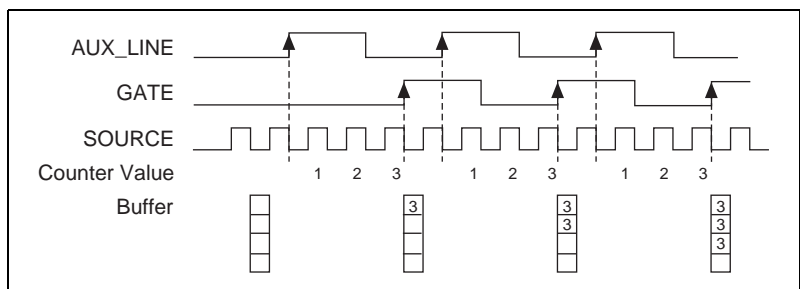 AUX_LINE
GATE
SOURCE
Counter Value 1 2 3 1 2 3 1 2 3
Buffer 3 3 3
3 3
3